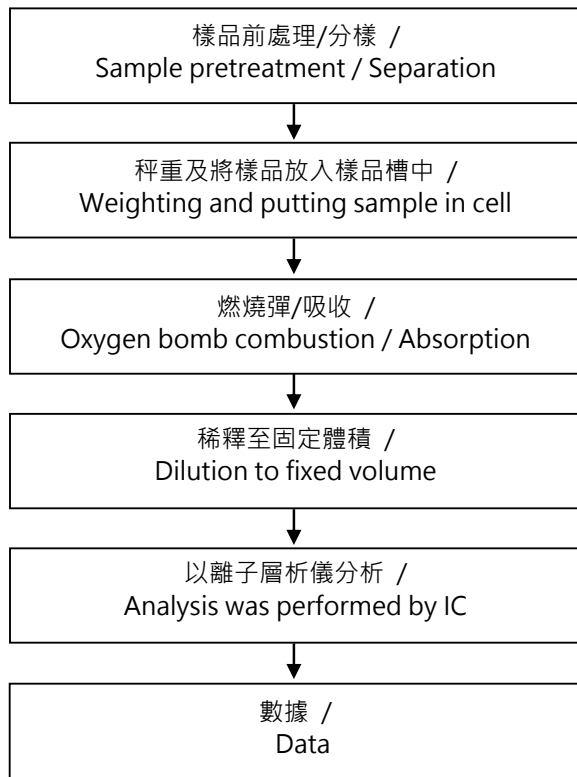 樣品前處理/分樣 /
Sample pretreatment / Separation
秤重及將樣品放入樣品槽中 /
Weighting and putting sample in cell
燃燒彈/吸收 /
Oxygen bomb combustion / Absorption
稀釋至固定體積 /
Dilution to fixed volume
以離子層析儀分析 /
Analysis was performed by IC
數據 /
Data